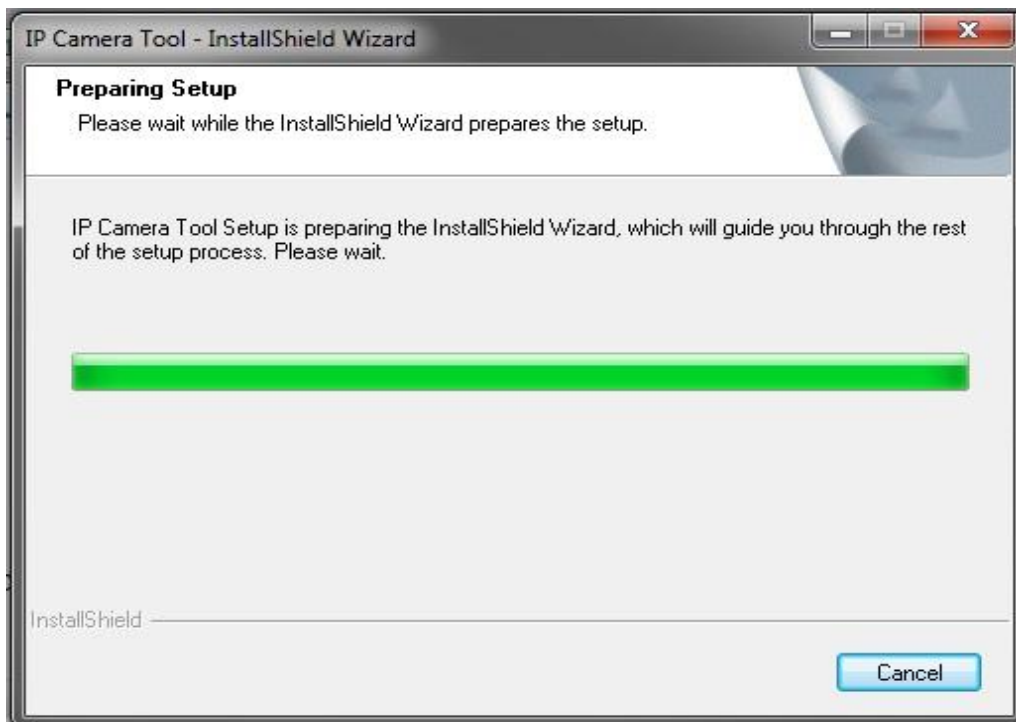 IP Camera Tool - InstallShield Wizard
Preparing Setup
Please wait while the InstallShield Wizard prepares the setup.
IP Camera Tool Setup is preparing the InstallShield Wizard, which will guide you through the rest
of the setup process. Please wait.
InstallShield
Cancel